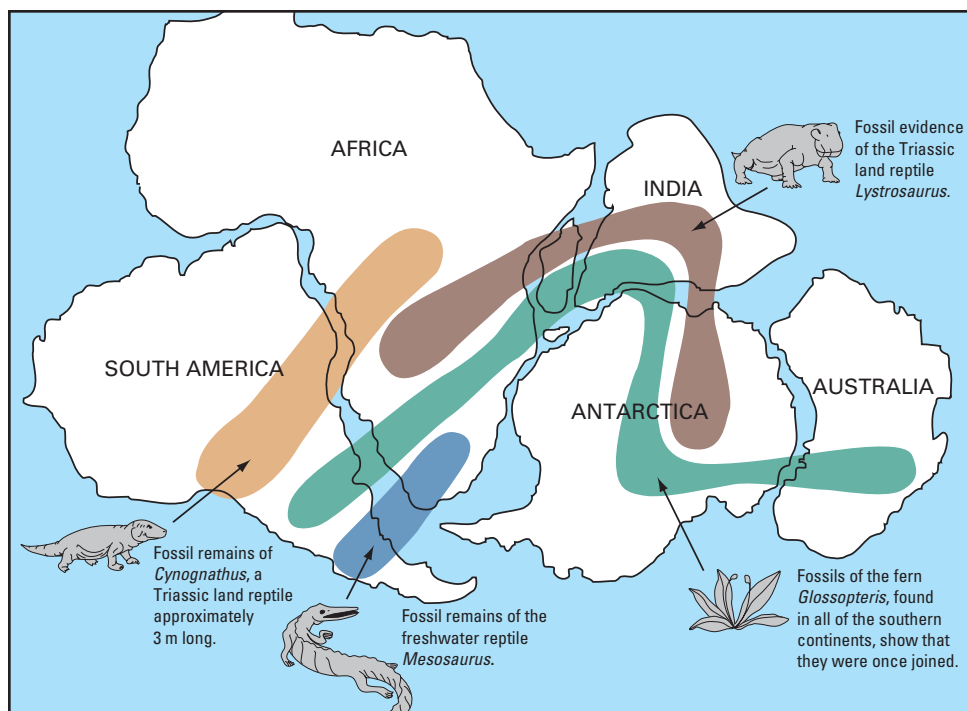 AFRICA
INDIA
SOUTH AMERICA
ANTARCTICA
AUSTRALIA
Fossil evidence
of the Triassic
land reptile
Lystrosaurus.
Fossil remains of
Cynognathus, a
Triassic land reptile
approximately
3 m long.
Fossil remains of the
freshwater reptile
Mesosaurus.
Fossils of the fern
Glossopteris, found
in all of the southern
continents, show that
they were once joined.